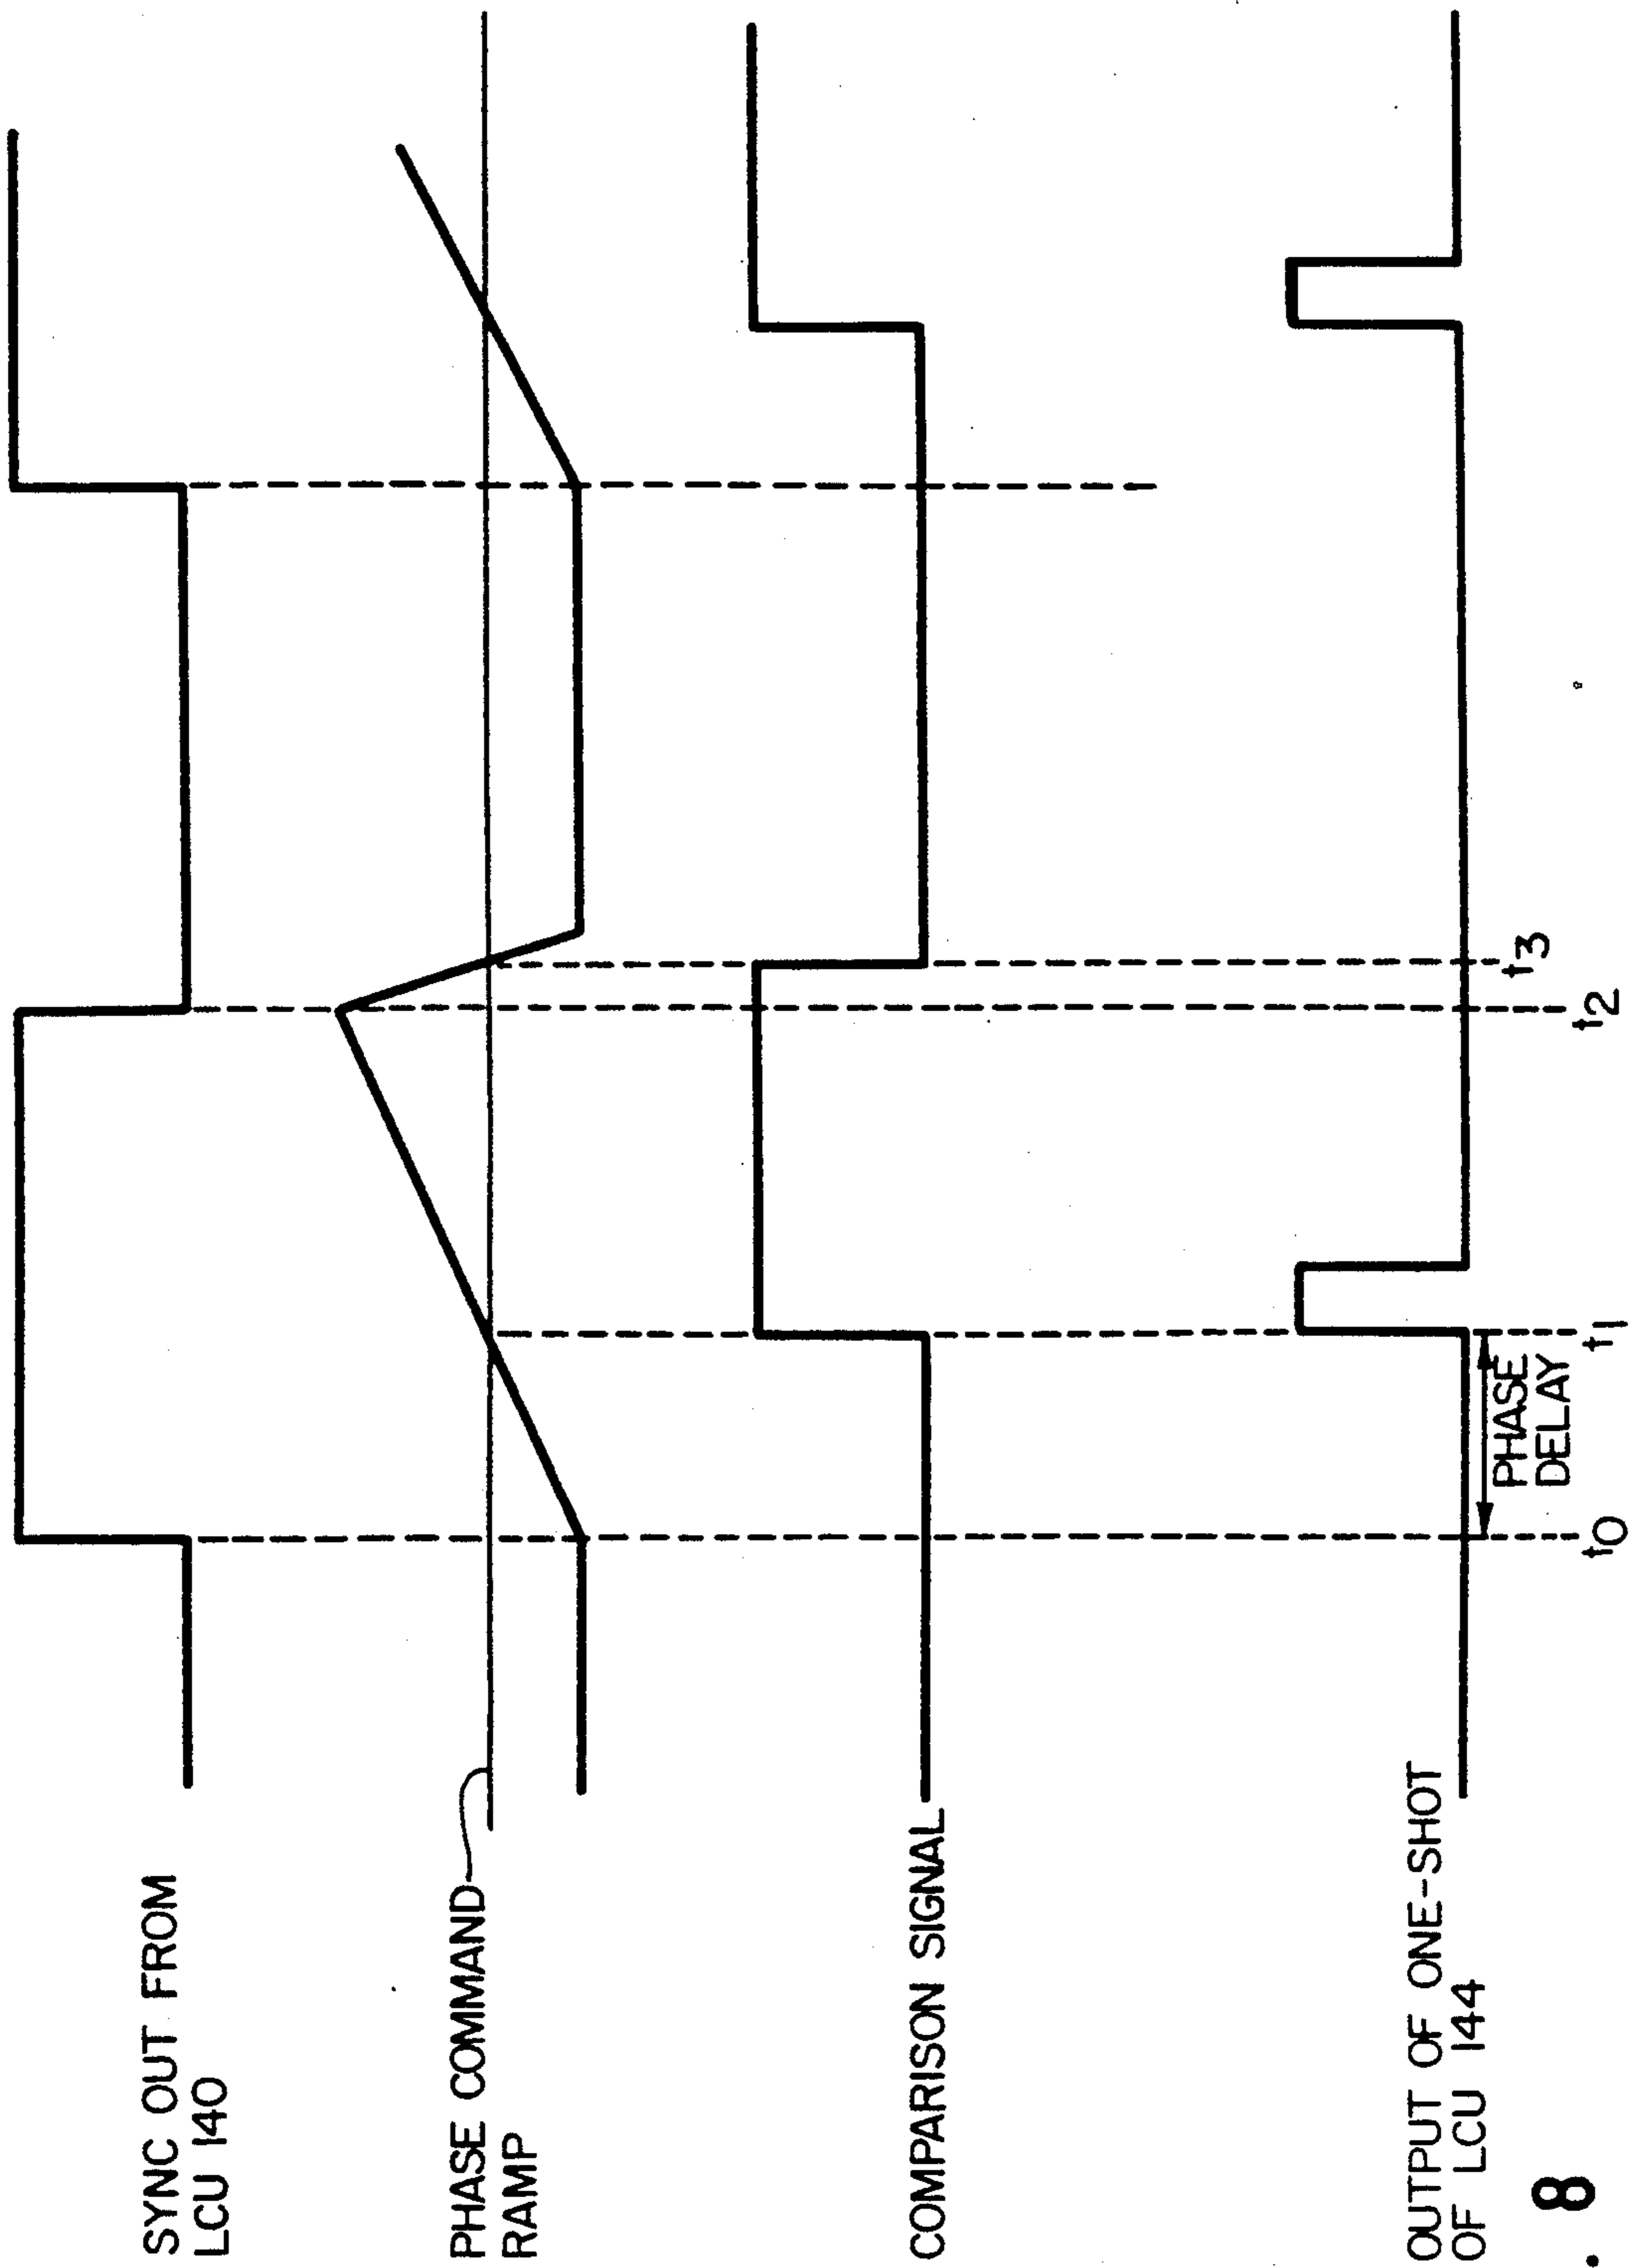 SYNC OUT FROM
LCU 140
PHASE COMMAND
RAMP
COMPARISON SIGNAL
OUTPUT OF ONE-SHOT
OF LCU 144
PHASE
DELAY
t0
t1
t2
t3
. 8